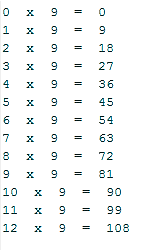 0 x 9 = 0
1 x 9 = 9
2 x 9 = 18
3 x 9 = 27
4 x 9 = 36
5 x 9 = 45
6 x 9 = 54
7 x 9 = 63
8 x 9 = 72
9 x 9 = 81
10 x 9 = 90
11 x 9 = 99
12 x 9 = 108